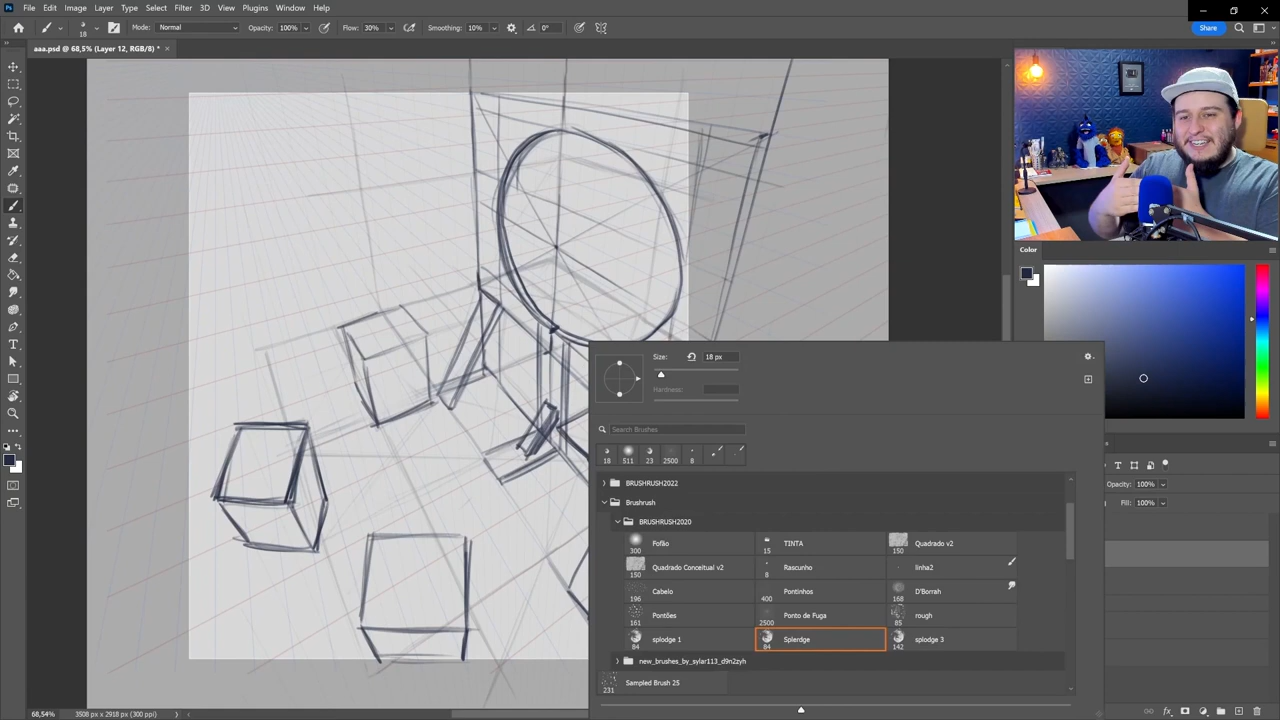 Ps File Edit Image Layer Type Select Filter 3D View Plugins Window Help
18 Mode: Normal Opacity: 100% Flow: 30% Smoothing: 10% 0° Share
aaa.psd @ 68,5% (Layer 12, RGB/8) * ×
Color
Size: 18 px
Hardness:
Search Brushes
18 511 23 2500 8
BRUSHRUSH2022
Brushrush
BRUSHRUSH2020
300 Pofão 15 TINTA 150 Quadrado v2
150 Quadrado Conceitual v2 8 Rascunho linha2
196 Cabelo 400 Pontinhos 168 D'Borrah
161 Pontões 2500 Ponto de Fuga 85 rough
84 splodge 1 84 Splerdge 142 splodge 3
new_brushes_by_sylar113_d9n2zyh
231 Sampled Brush 25
Opacity: 100%
Fill: 100%
68,54% 3508 px x 2918 px (300 ppi)